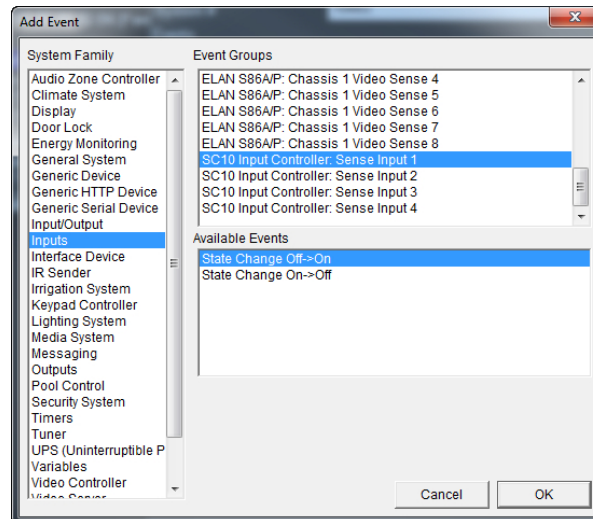 Add Event
System Family
Audio Zone Controller
Climate System
Display
Door Lock
Energy Monitoring
General System
Generic Device
Generic HTTP Device
Generic Serial Device
Input/Output
Inputs
Interface Device
IR Sender
Irrigation System
Keypad Controller
Lighting System
Media System
Messaging
Outputs
Pool Control
Security System
Timers
Tuner
UPS (Uninterruptible P
Variables
Video Controller
Video Server
Event Groups
ELAN S86A/P: Chassis 1 Video Sense 4
ELAN S86A/P: Chassis 1 Video Sense 5
ELAN S86A/P: Chassis 1 Video Sense 6
ELAN S86A/P: Chassis 1 Video Sense 7
ELAN S86A/P: Chassis 1 Video Sense 8
SC10 Input Controller: Sense Input 1
SC10 Input Controller: Sense Input 2
SC10 Input Controller: Sense Input 3
SC10 Input Controller: Sense Input 4
Available Events
State Change Off->On
State Change On->Off
Cancel
OK